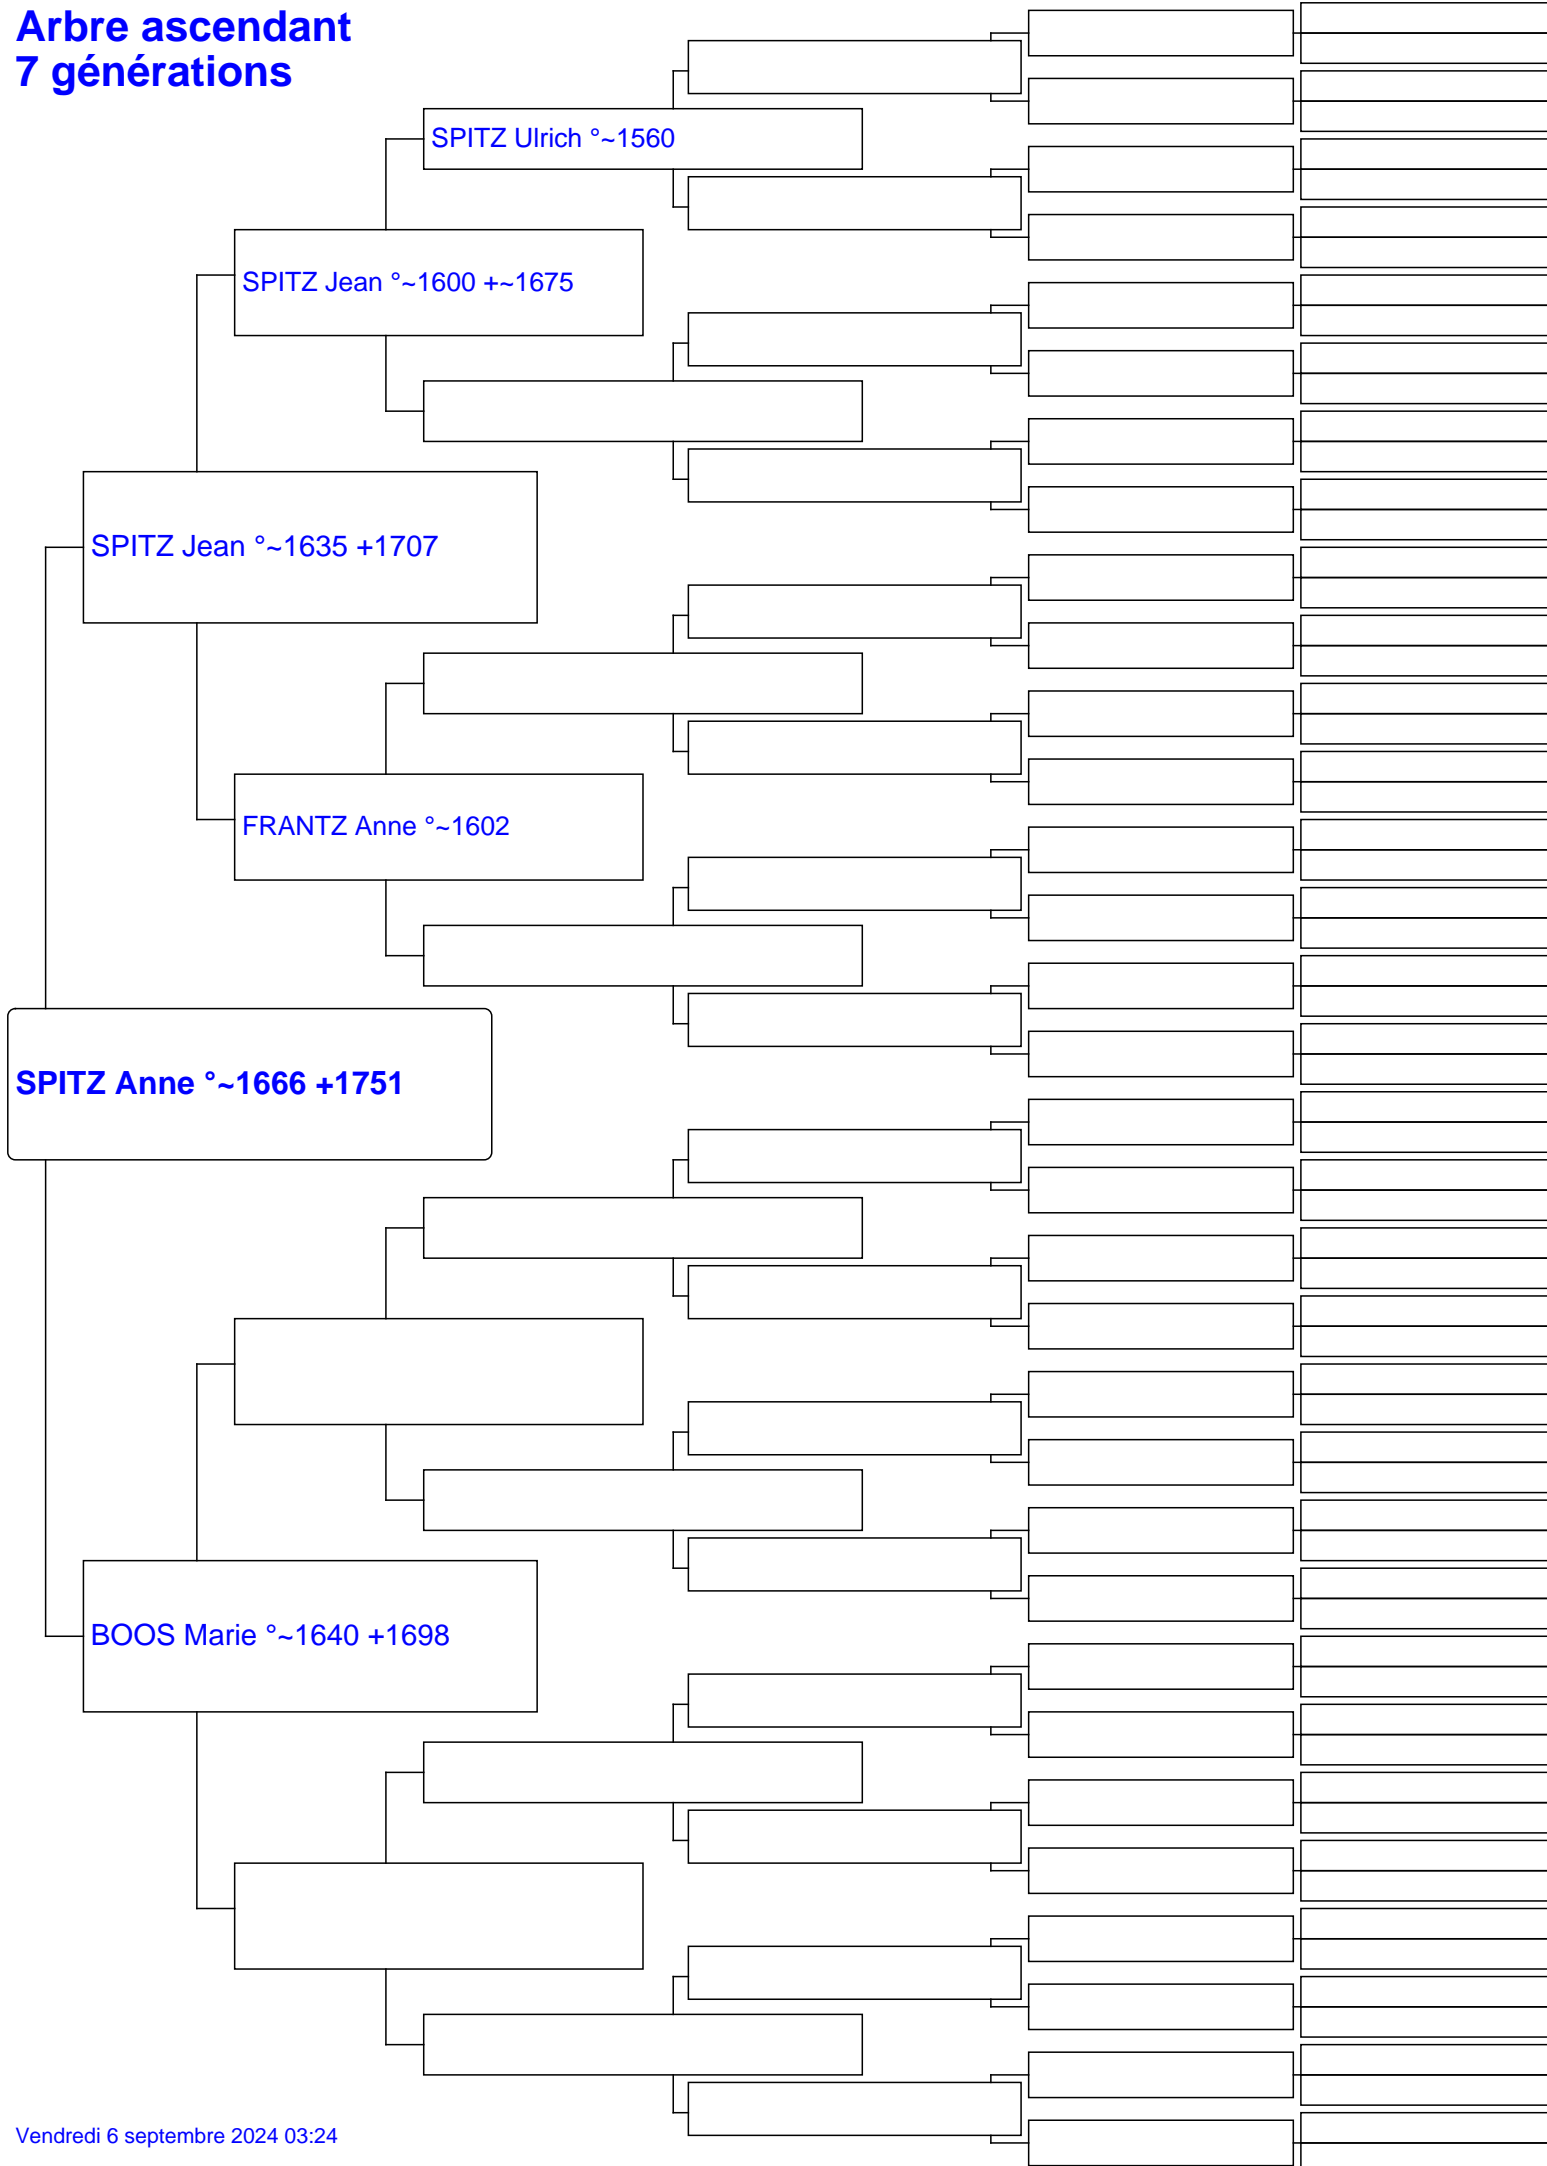 Arbre ascendant
7 générations
SPITZ Ulrich °~1560
SPITZ Jean °~1600 +~1675
SPITZ Jean °~1635 +1707
FRANTZ Anne °~1602
SPITZ Anne °~1666 +1751
BOOS Marie °~1640 +1698
Vendredi 6 septembre 2024 03:24